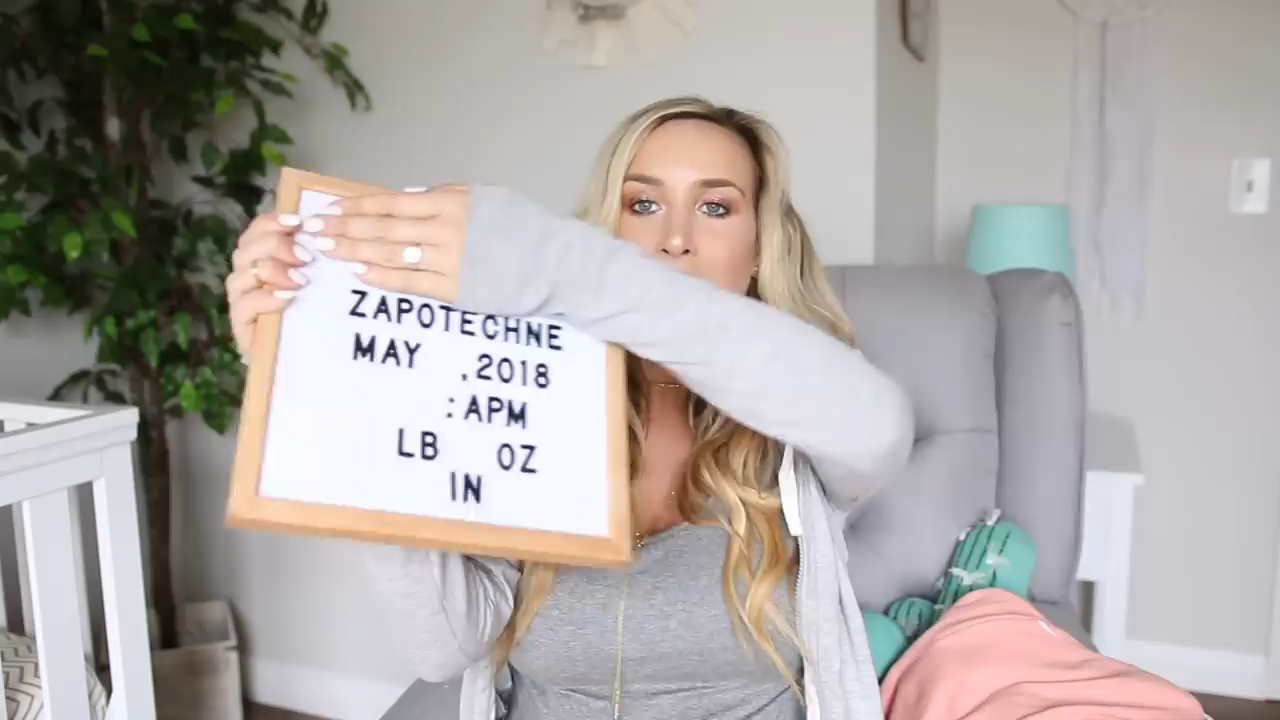 ZAPOTECHNE
MAY ,2018
:APM
LB OZ
IN